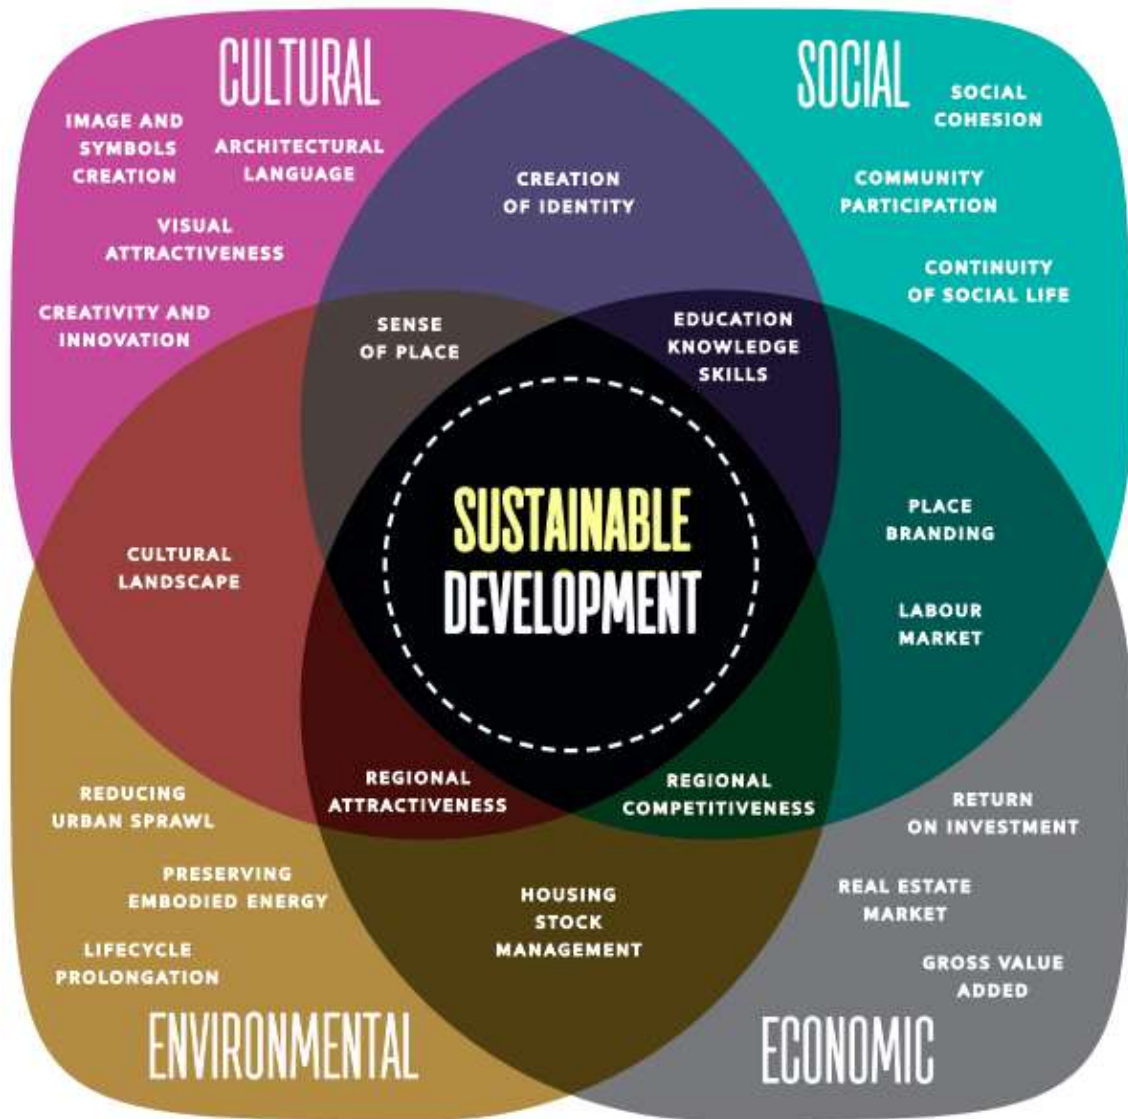 CULTURAL
IMAGE AND
SYMBOLS
CREATION
ARCHITECTURAL
LANGUAGE
VISUAL
ATTRACTIVENESS
CREATIVITY AND
INNOVATION
CREATION
OF IDENTITY
SOCIAL
SOCIAL
COHESION
COMMUNITY
PARTICIPATION
CONTINUITY
OF SOCIAL LIFE
SENSE
OF PLACE
EDUCATION
KNOWLEDGE
SKILLS
CULTURAL
LANDSCAPE
SUSTAINABLE
DEVELOPMENT
PLACE
BRANDING
LABOUR
MARKET
REGIONAL
ATTRACTIVENESS
REGIONAL
COMPETITIVENESS
REDUCING
URBAN SPRAWL
PRESERVING
EMBODIED ENERGY
LIFECYCLE
PROLONGATION
ENVIRONMENTAL
HOUSING
STOCK
MANAGEMENT
RETURN
ON INVESTMENT
REAL ESTATE
MARKET
GROSS VALUE
ADDED
ECONOMIC